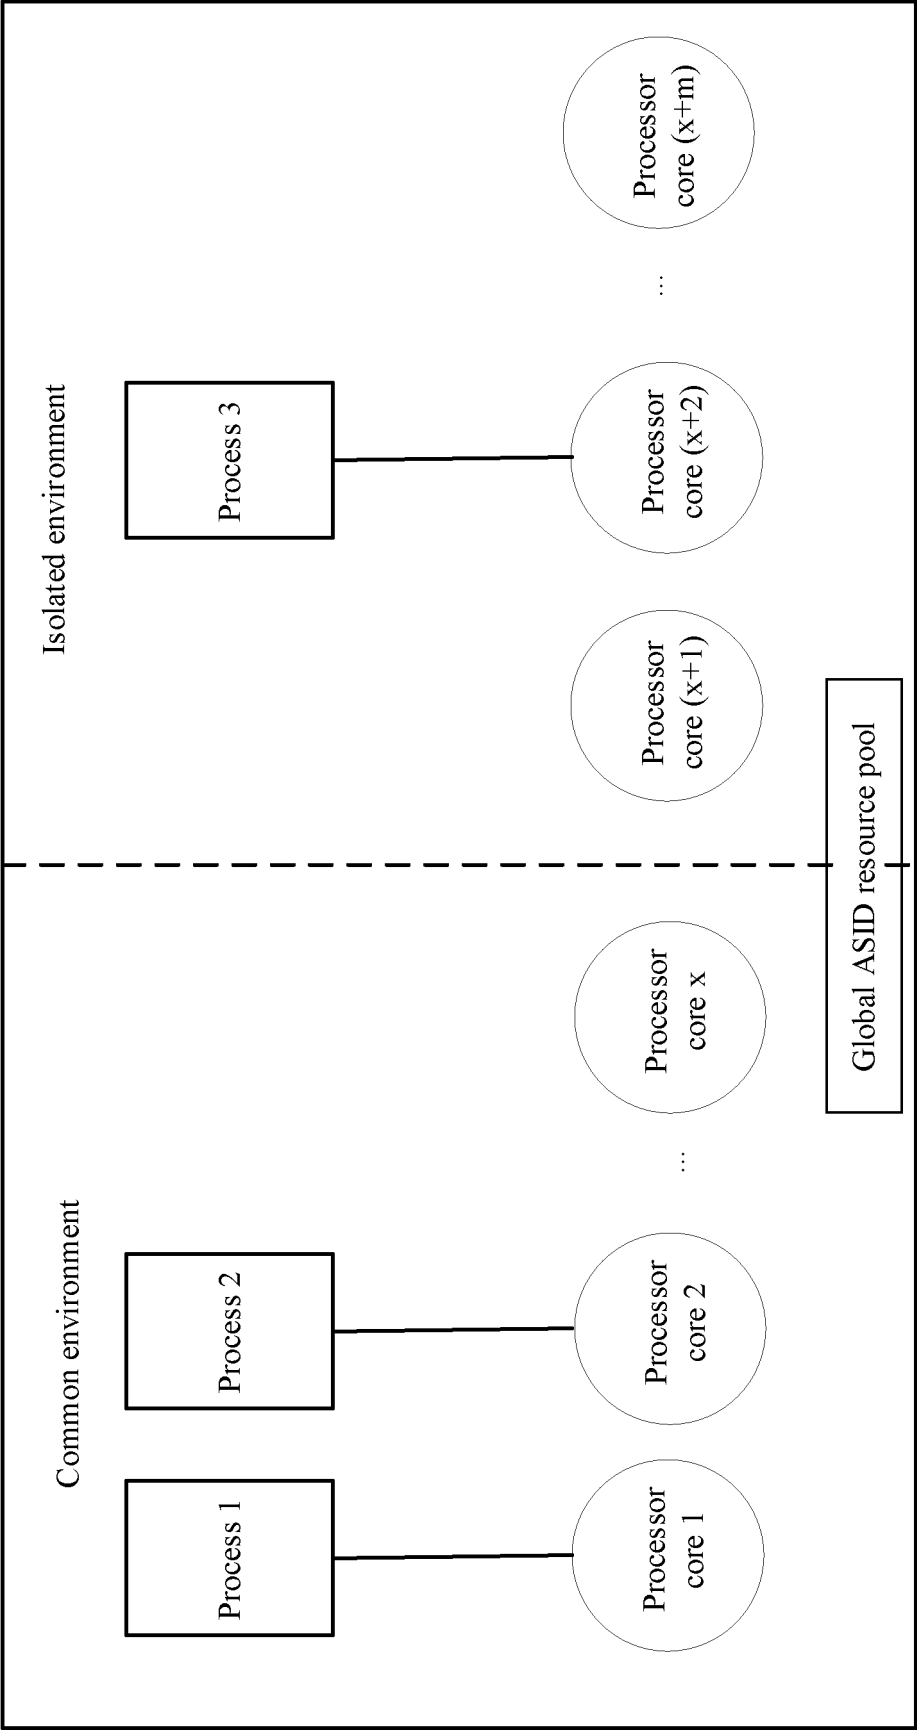 Common environment
Isolated environment
Process 1
Process 2
Process 3
Processor
core 1
Processor
core 2
...
Processor
core x
Processor
core (x+1)
Processor
core (x+2)
...
Processor
core (x+m)
Global ASID resource pool